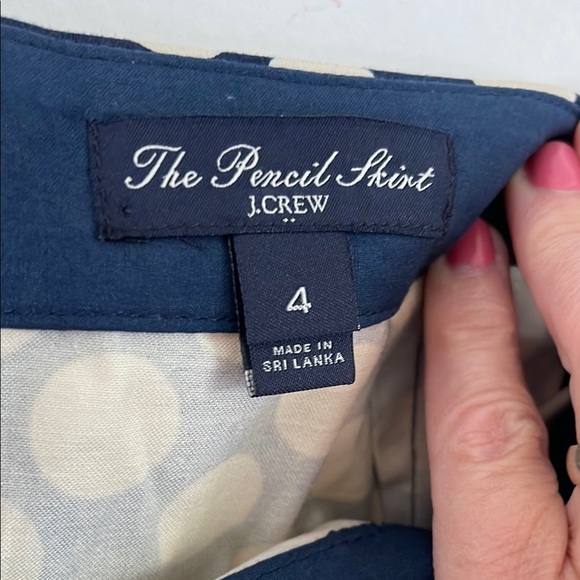 The Pencil Skirt
J.CREW
4
MADE IN
SRI LANKA